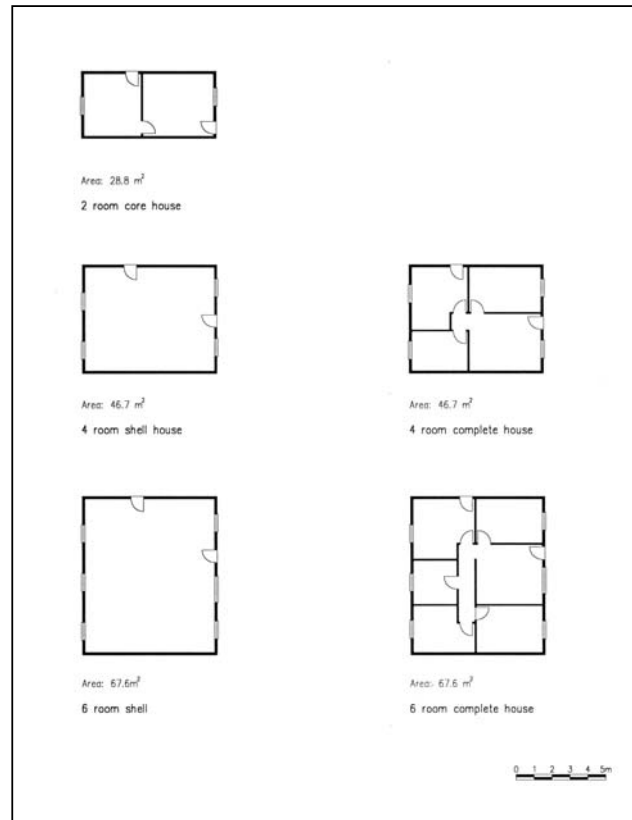 Area: 28.8 m²
2 room core house
Area: 46.7 m²
4 room shell house
Area: 46.7 m²
4 room complete house
Area: 67.6m²
6 room shell
Area: 67.6 m²
6 room complete house
0 1 2 3 4 5m